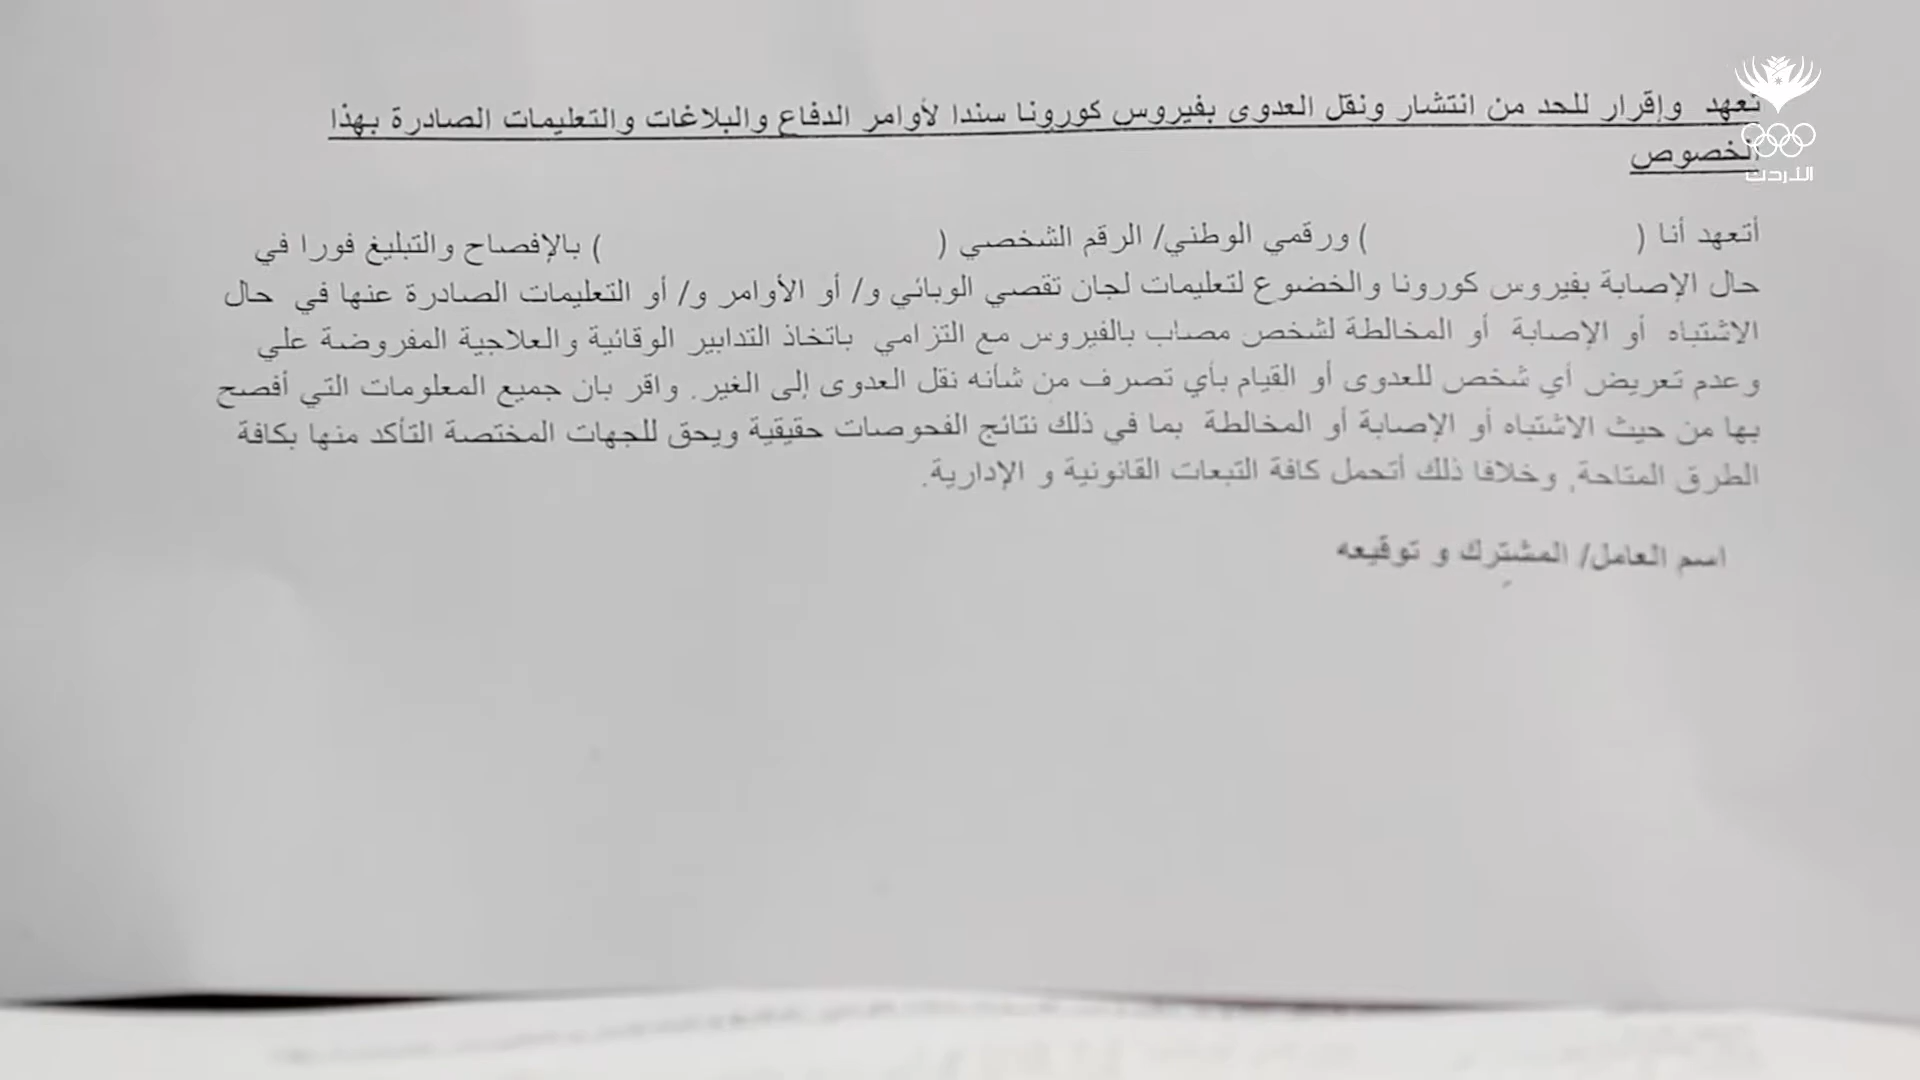 تعهد وإقرار للحد من انتشار ونقل العدوى بفيروس كورونا سندا لأوامر الدفاع والبلاغات والتعليمات الصادرة بهذا
الخصوص
الأردن
أتعهد أنا ( ) ورقمي الوطني/ الرقم الشخصي ( ) بالإفصاح والتبليغ فورا في
حال الإصابة بفيروس كورونا والخضوع لتعليمات لجان تقصي الوبائي و/ أو الأوامر و/ أو التعليمات الصادرة عنها في حال
الاشتباه أو الإصابة أو المخالطة لشخص مصاب بالفيروس مع التزامي باتخاذ التدابير الوقائية والعلاجية المفروضة علي
وعدم تعريض أي شخص للعدوى أو القيام بأي تصرف من شأنه نقل العدوى إلى الغير. واقر بان جميع المعلومات التي أفصح
بها من حيث الاشتباه أو الإصابة أو المخالطة بما في ذلك نتائج الفحوصات حقيقية ويحق للجهات المختصة التأكد منها بكافة
الطرق المتاحة, وخلافا ذلك أتحمل كافة التبعات القانونية و الإدارية.
اسم العامل/ المشترك و توقيعه